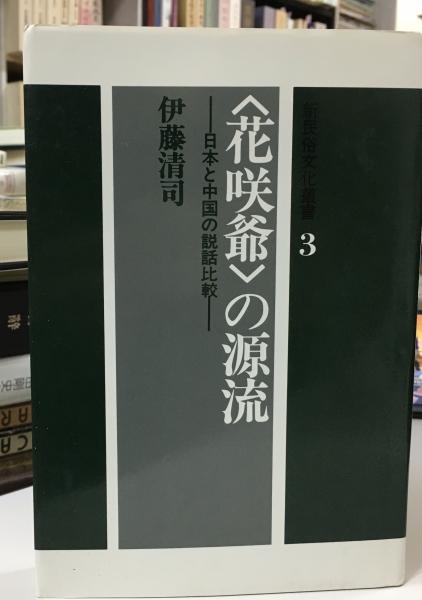 新民俗文化叢書
3
〈花咲爺〉の源流
――日本と中国の説話比較――
伊藤清司